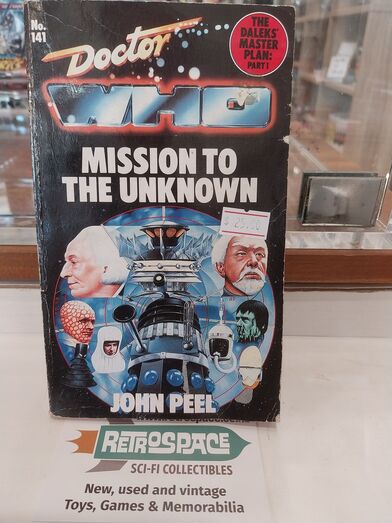 No.
141
Doctor
WHO
THE
DALEKS'
MASTER
PLAN:
PART 1
MISSION TO
THE UNKNOWN
JOHN PEEL
RETROSPACE
SCI-FI COLLECTIBLES
New, used and vintage
Toys, Games & Memorabilia